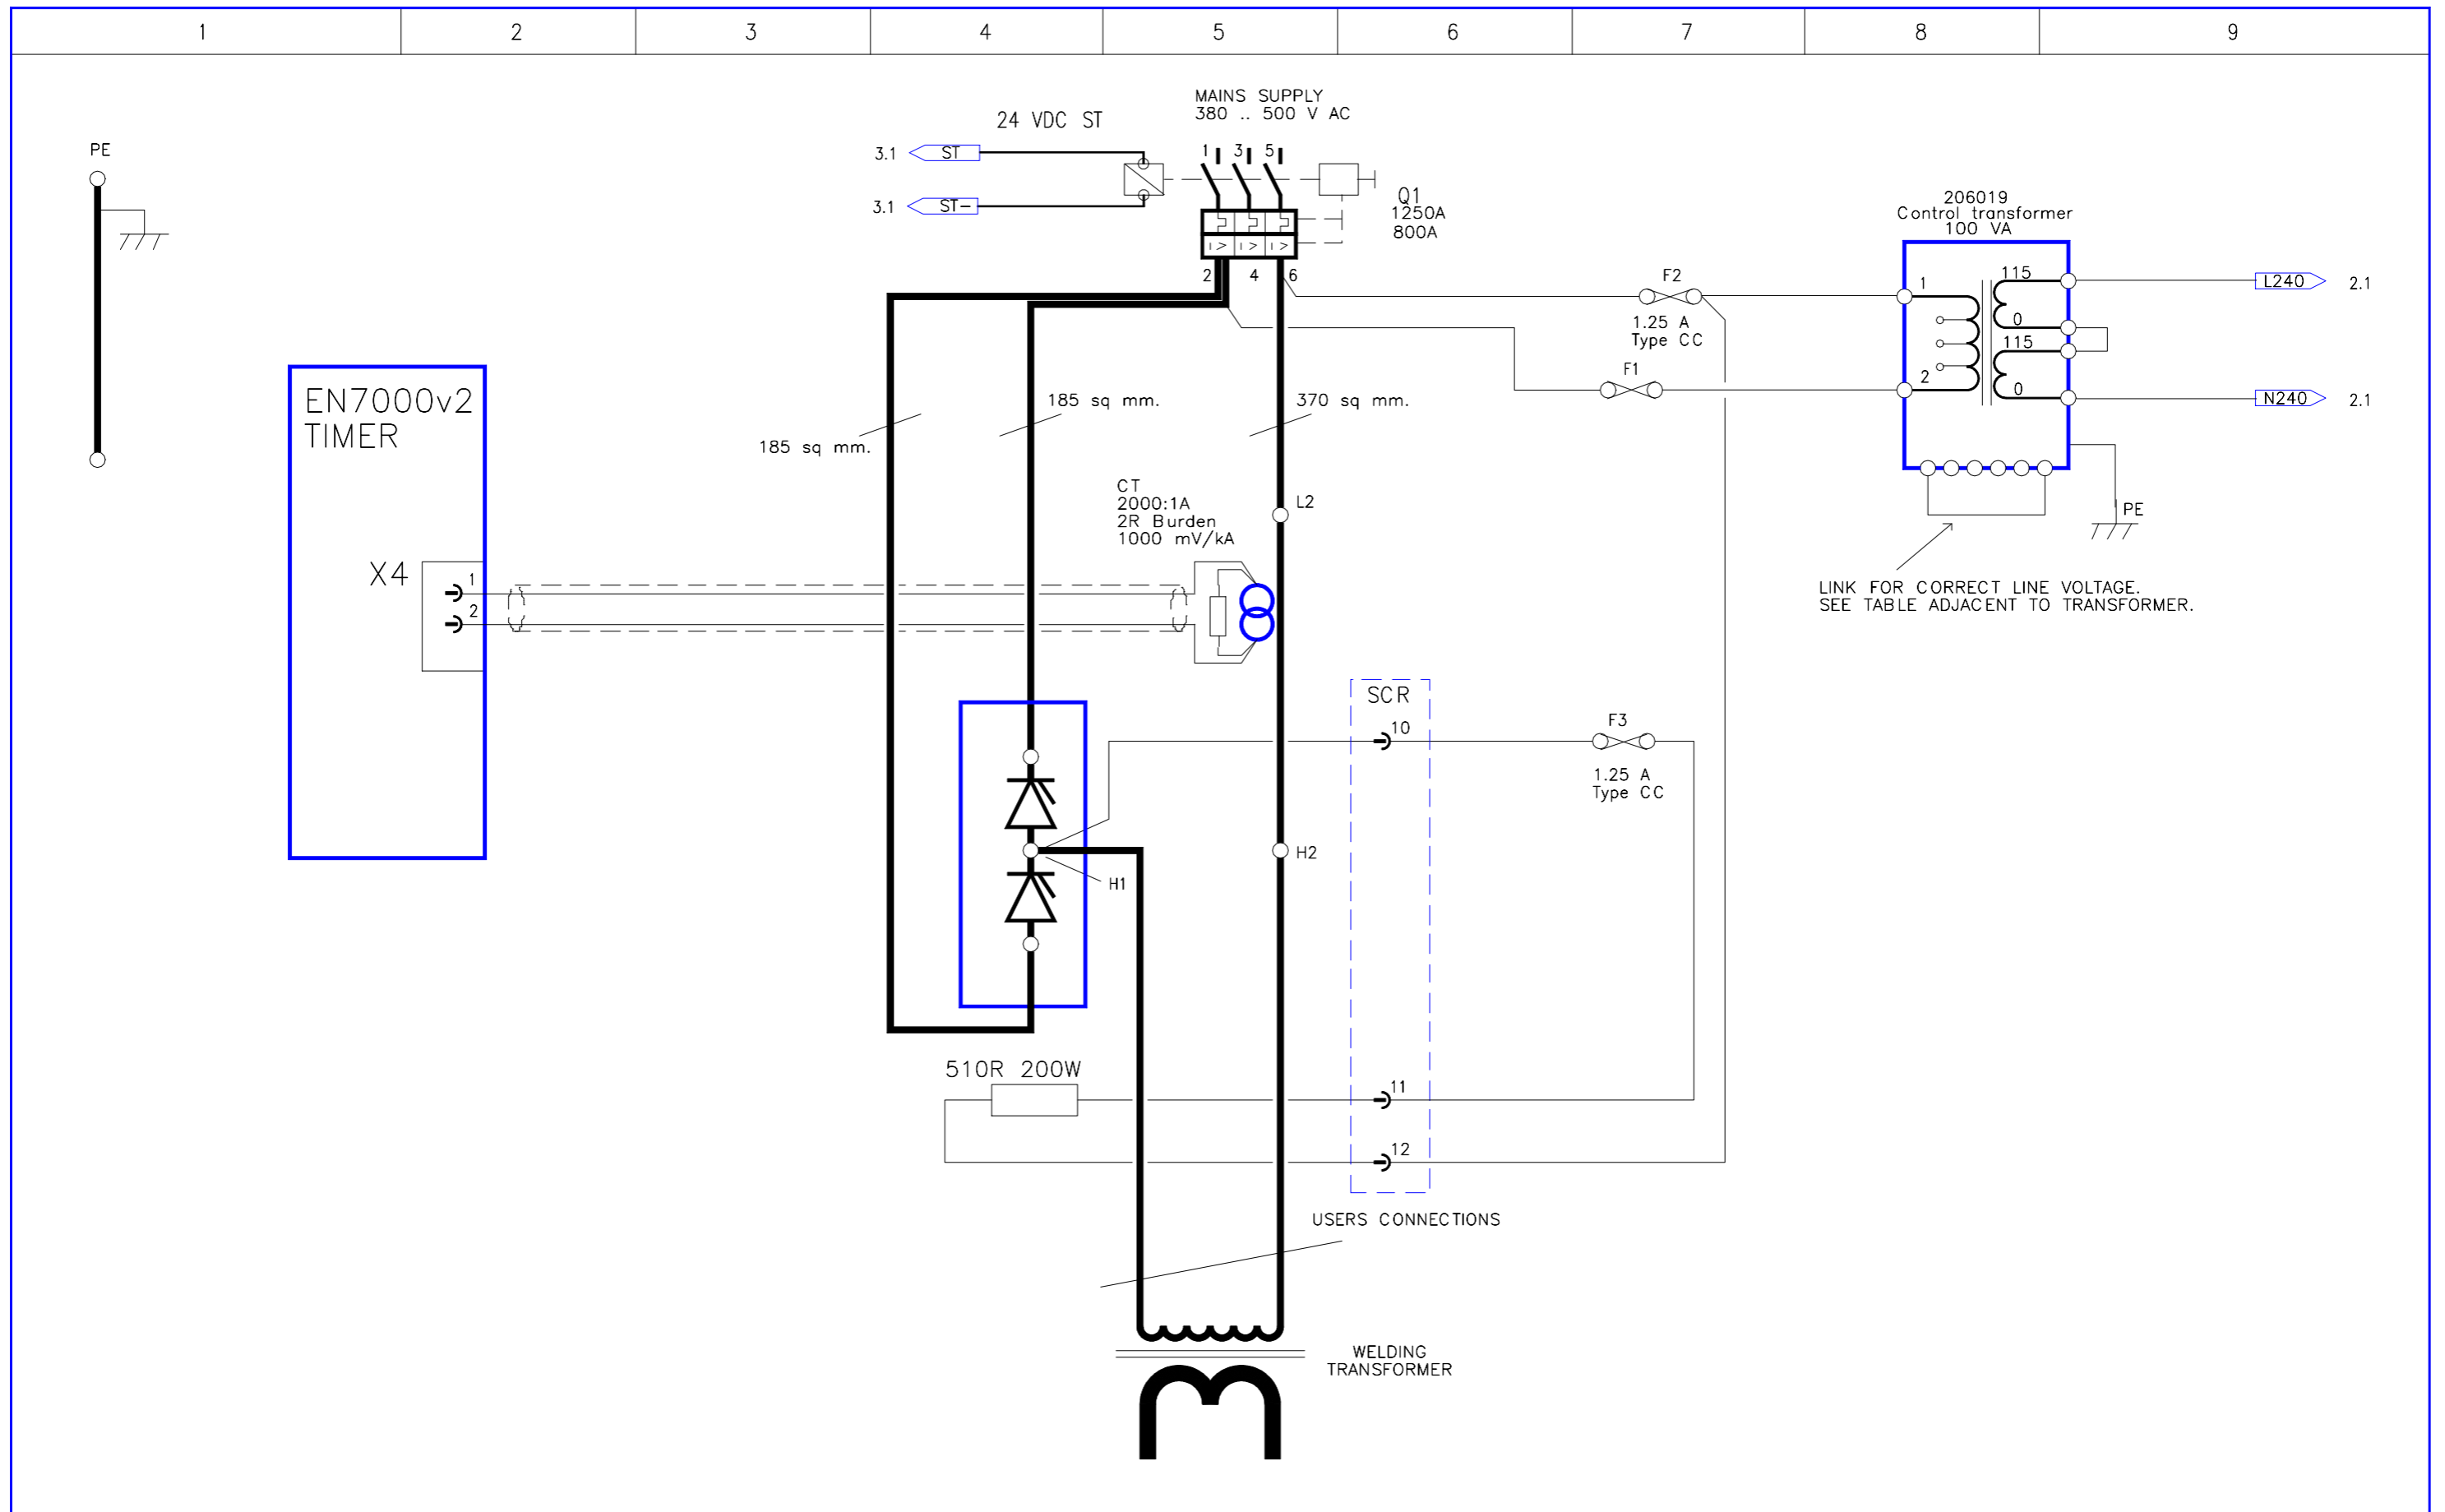 1 2 3 4 5 6 7 8 9
MAINS SUPPLY
380 .. 500 V AC
24 VDC ST
PE
3.1 ST
1 3 5
3.1 ST-
Q1
1250A
800A
I > I > I >
2 4 6
206019
Control transformer
100 VA
F2
1.25 A
Type CC
F1
1 115
0
115
2 0
L240 2.1
N240 2.1
EN7000v2
TIMER
185 sq mm.
185 sq mm.
370 sq mm.
CT
2000:1A
2R Burden
1000 mV/kA
L2
PE
X4
1
2
LINK FOR CORRECT LINE VOLTAGE.
SEE TABLE ADJACENT TO TRANSFORMER.
SCR
10
F3
1.25 A
Type CC
H2
H1
510R 200W
11
12
USERS CONNECTIONS
WELDING
TRANSFORMER